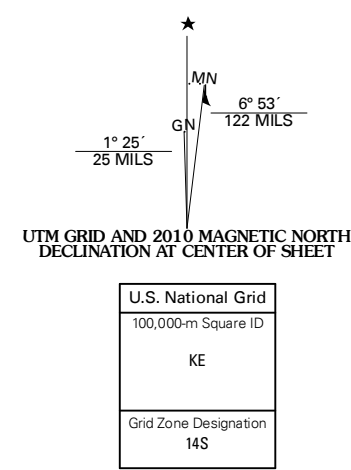 MN
6° 53´
122 MILS
GN
1° 25´
25 MILS
UTM GRID AND 2010 MAGNETIC NORTH
DECLINATION AT CENTER OF SHEET
U.S. National Grid
100,000-m Square ID
KE
Grid Zone Designation
14S